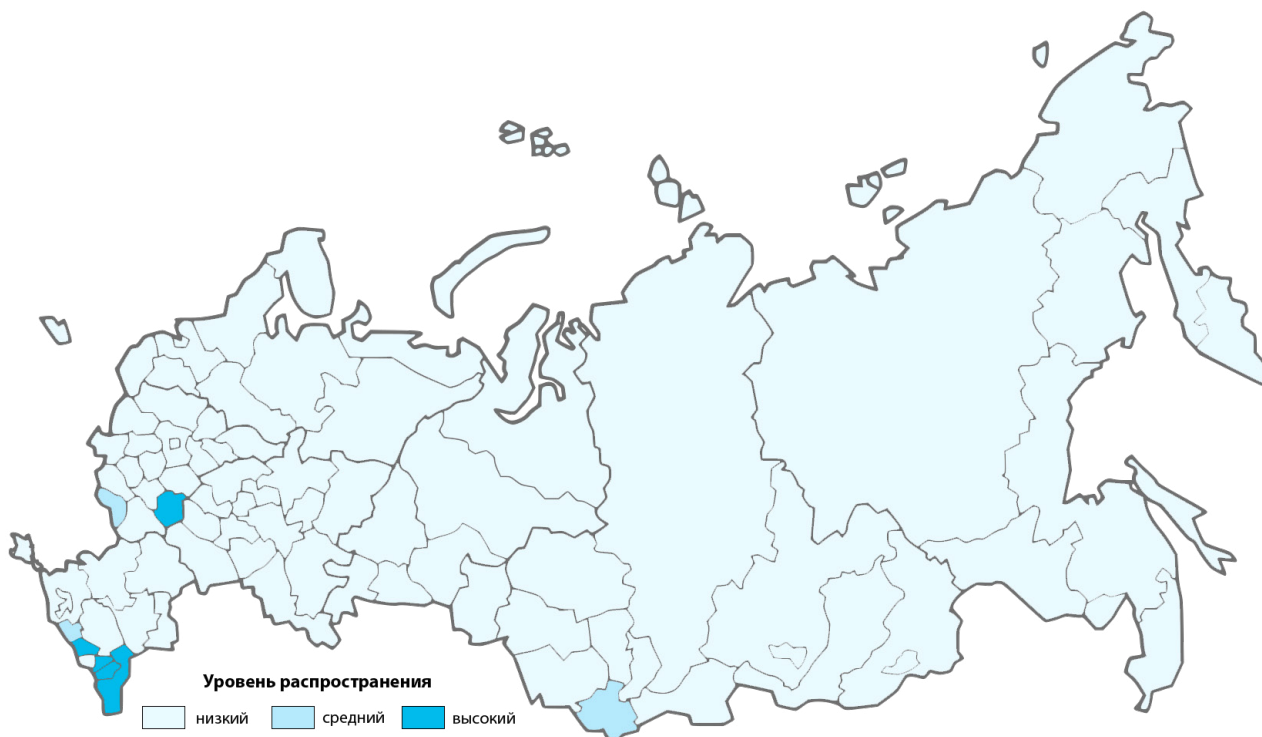 Уровень распространения
низкий средний высокий